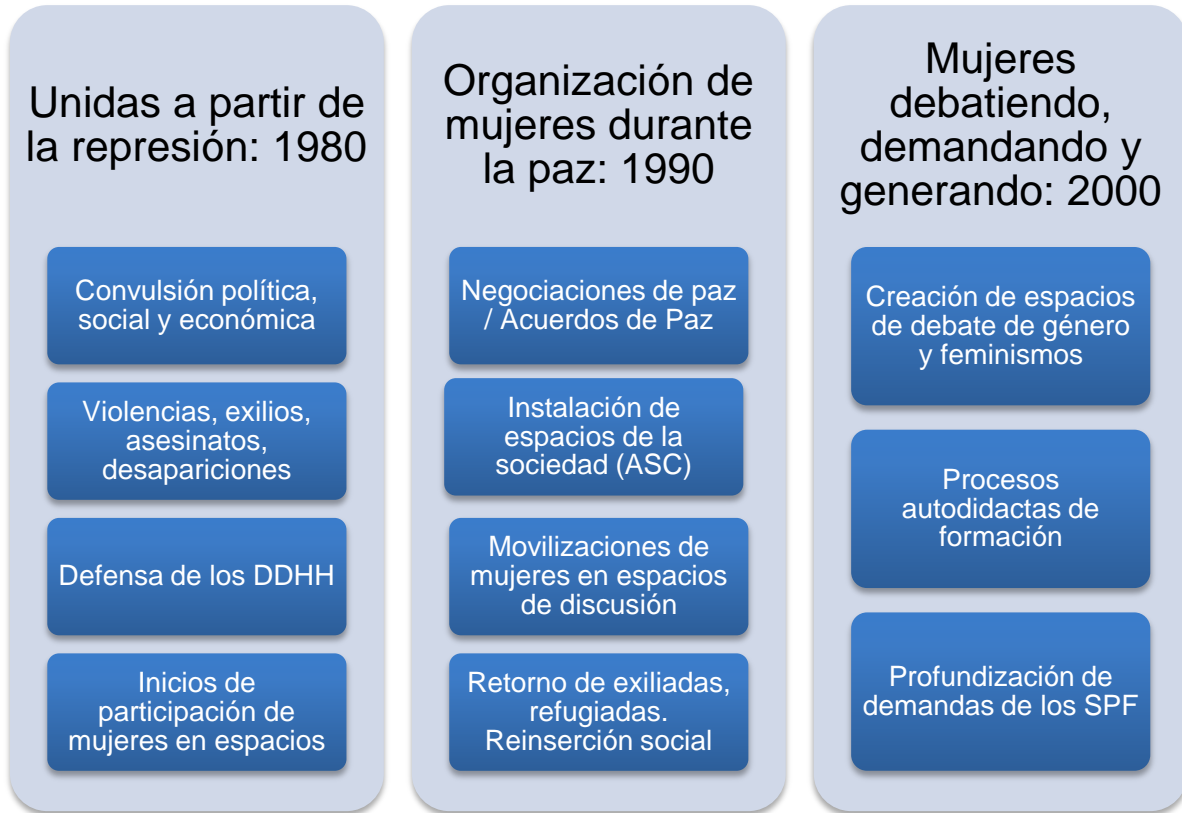 Unidas a partir de
la represión: 1980
Convulsión política,
social y económica
Violencias, exilios,
asesinatos,
desapariciones
Defensa de los DDHH
Inicios de
participación de
mujeres en espacios
Organización de
mujeres durante
la paz: 1990
Negociaciones de paz
/ Acuerdos de Paz
Instalación de
espacios de la
sociedad (ASC)
Movilizaciones de
mujeres en espacios
de discusión
Retorno de exiliadas,
refugiadas.
Reinserción social
Mujeres
debatiendo,
demandando y
generando: 2000
Creación de espacios
de debate de género
y feminismos
Procesos
autodidactas de
formación
Profundización de
demandas de los SPF